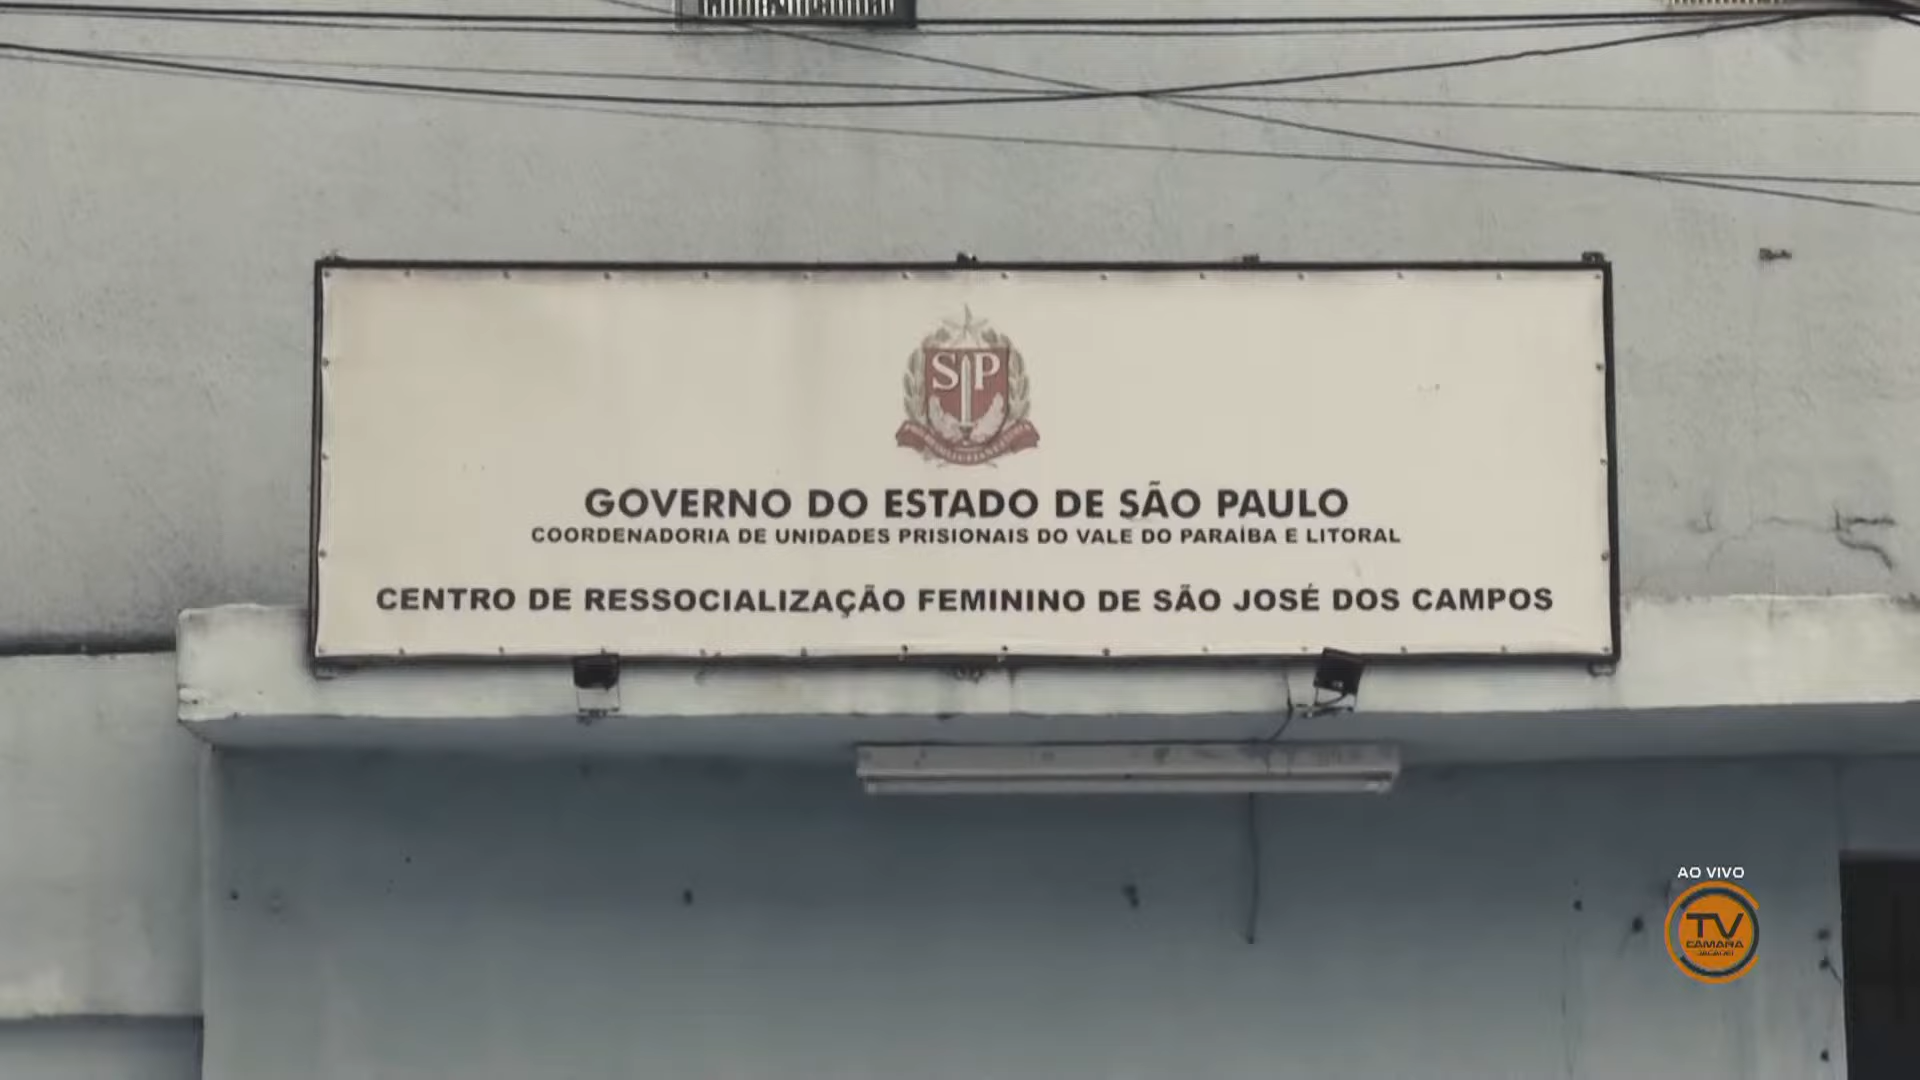 SP
GOVERNO DO ESTADO DE SÃO PAULO
COORDENADORIA DE UNIDADES PRISIONAIS DO VALE DO PARAÍBA E LITORAL
CENTRO DE RESSOCIALIZAÇÃO FEMININO DE SÃO JOSÉ DOS CAMPOS
AO VIVO
TV
CÂMARA
JACAREÍ